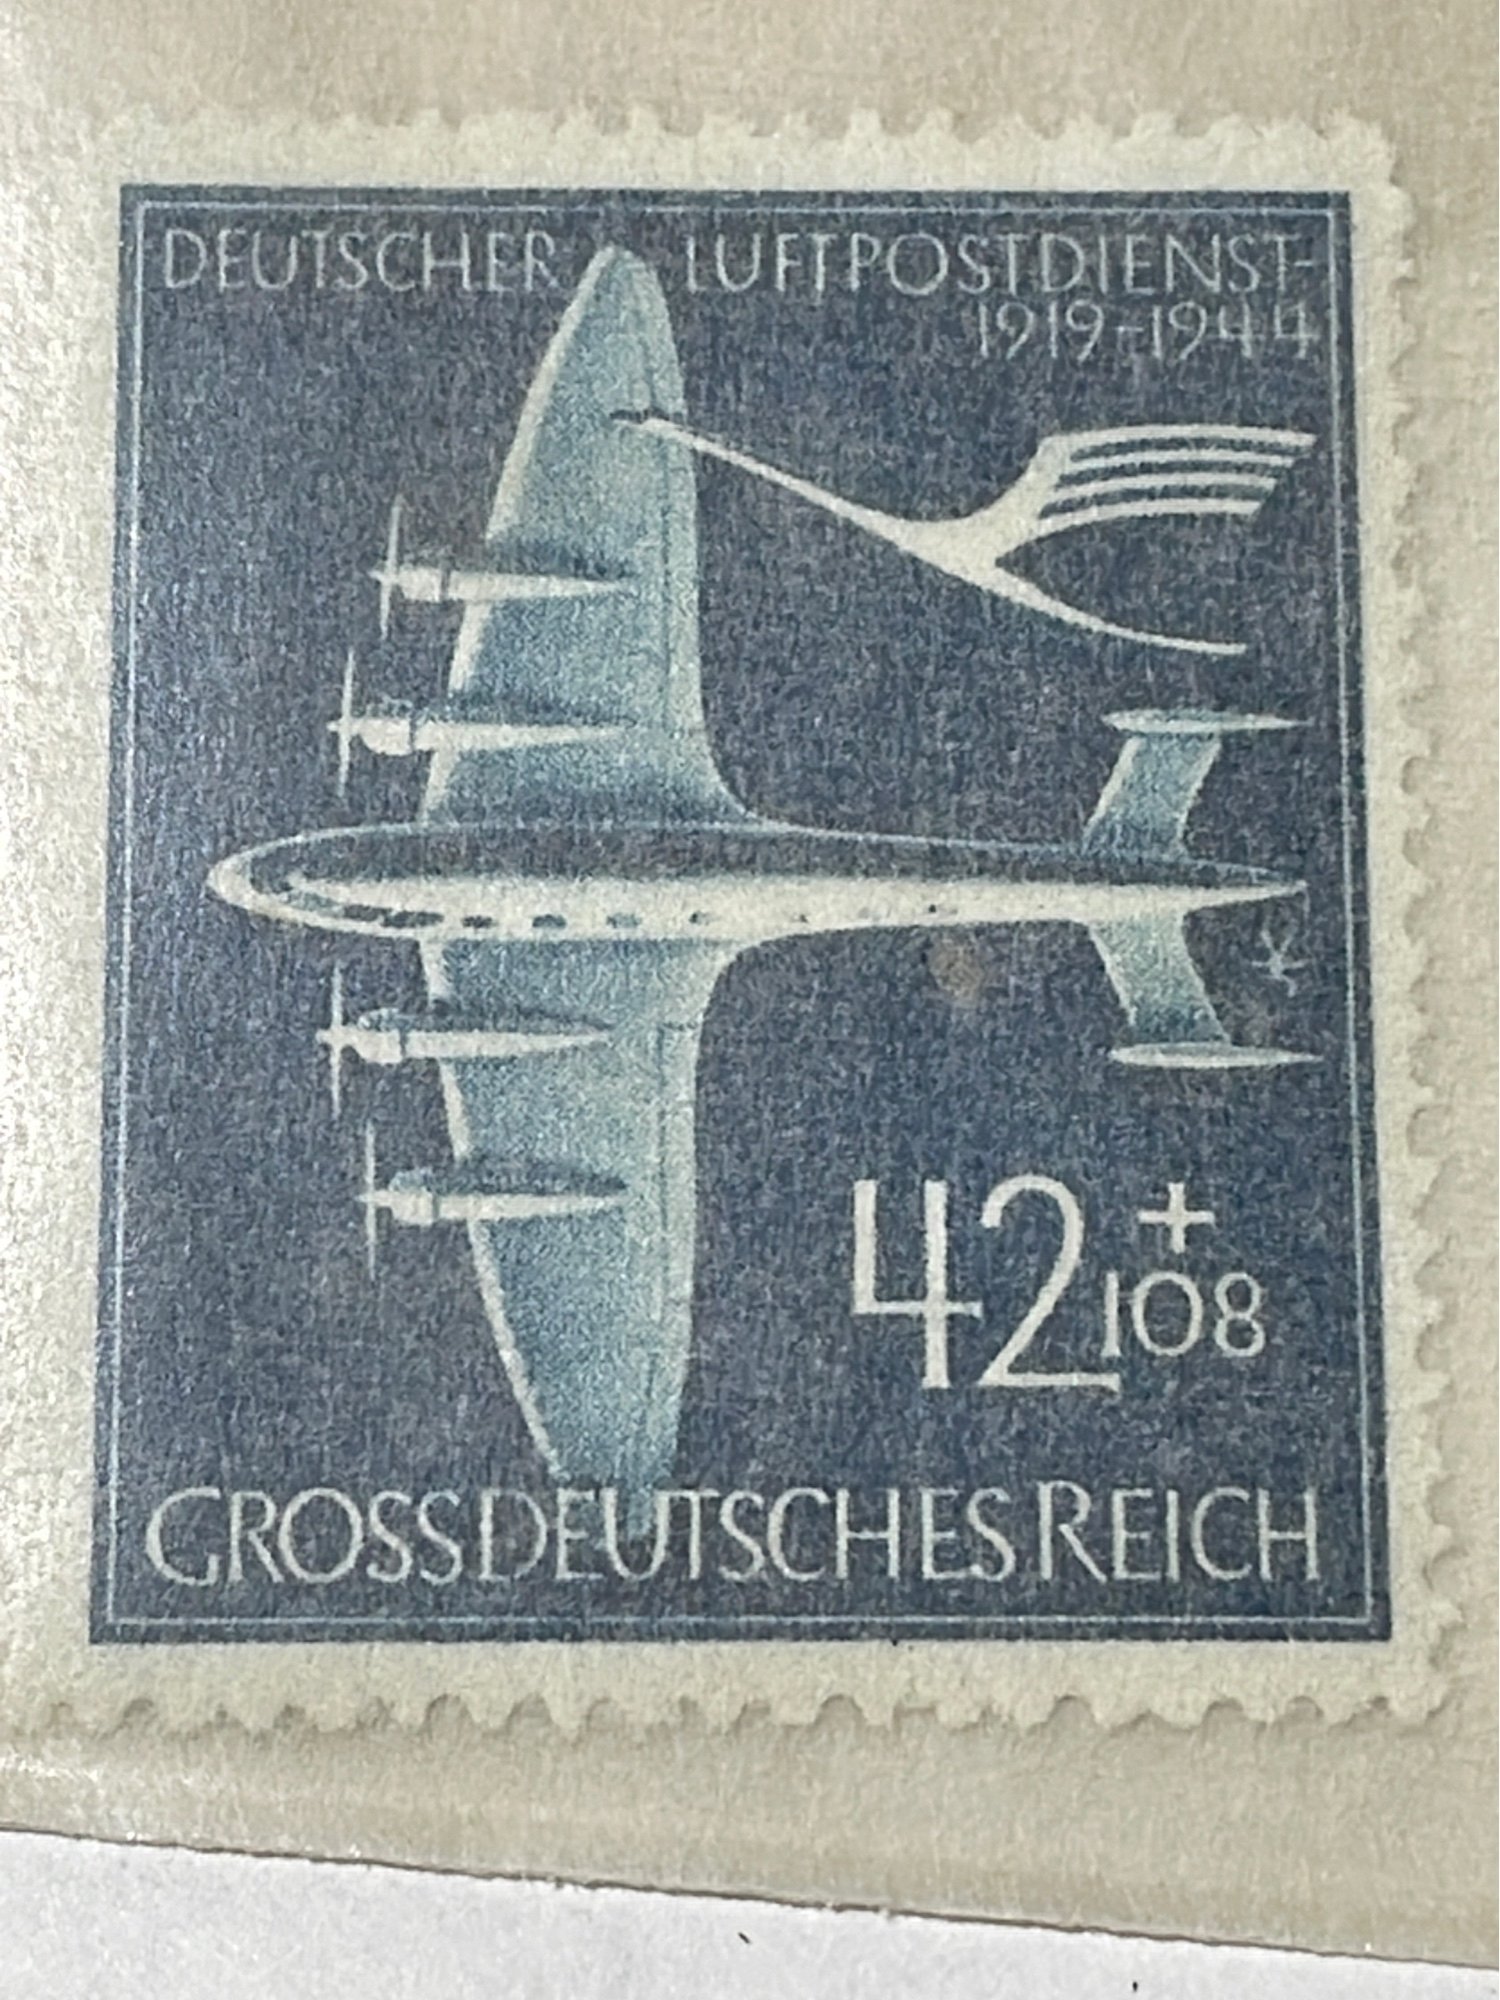 DEUTSCHER LUFTPOSTDIENST
1919-1944
42 + 108
GROSSDEUTSCHES REICH